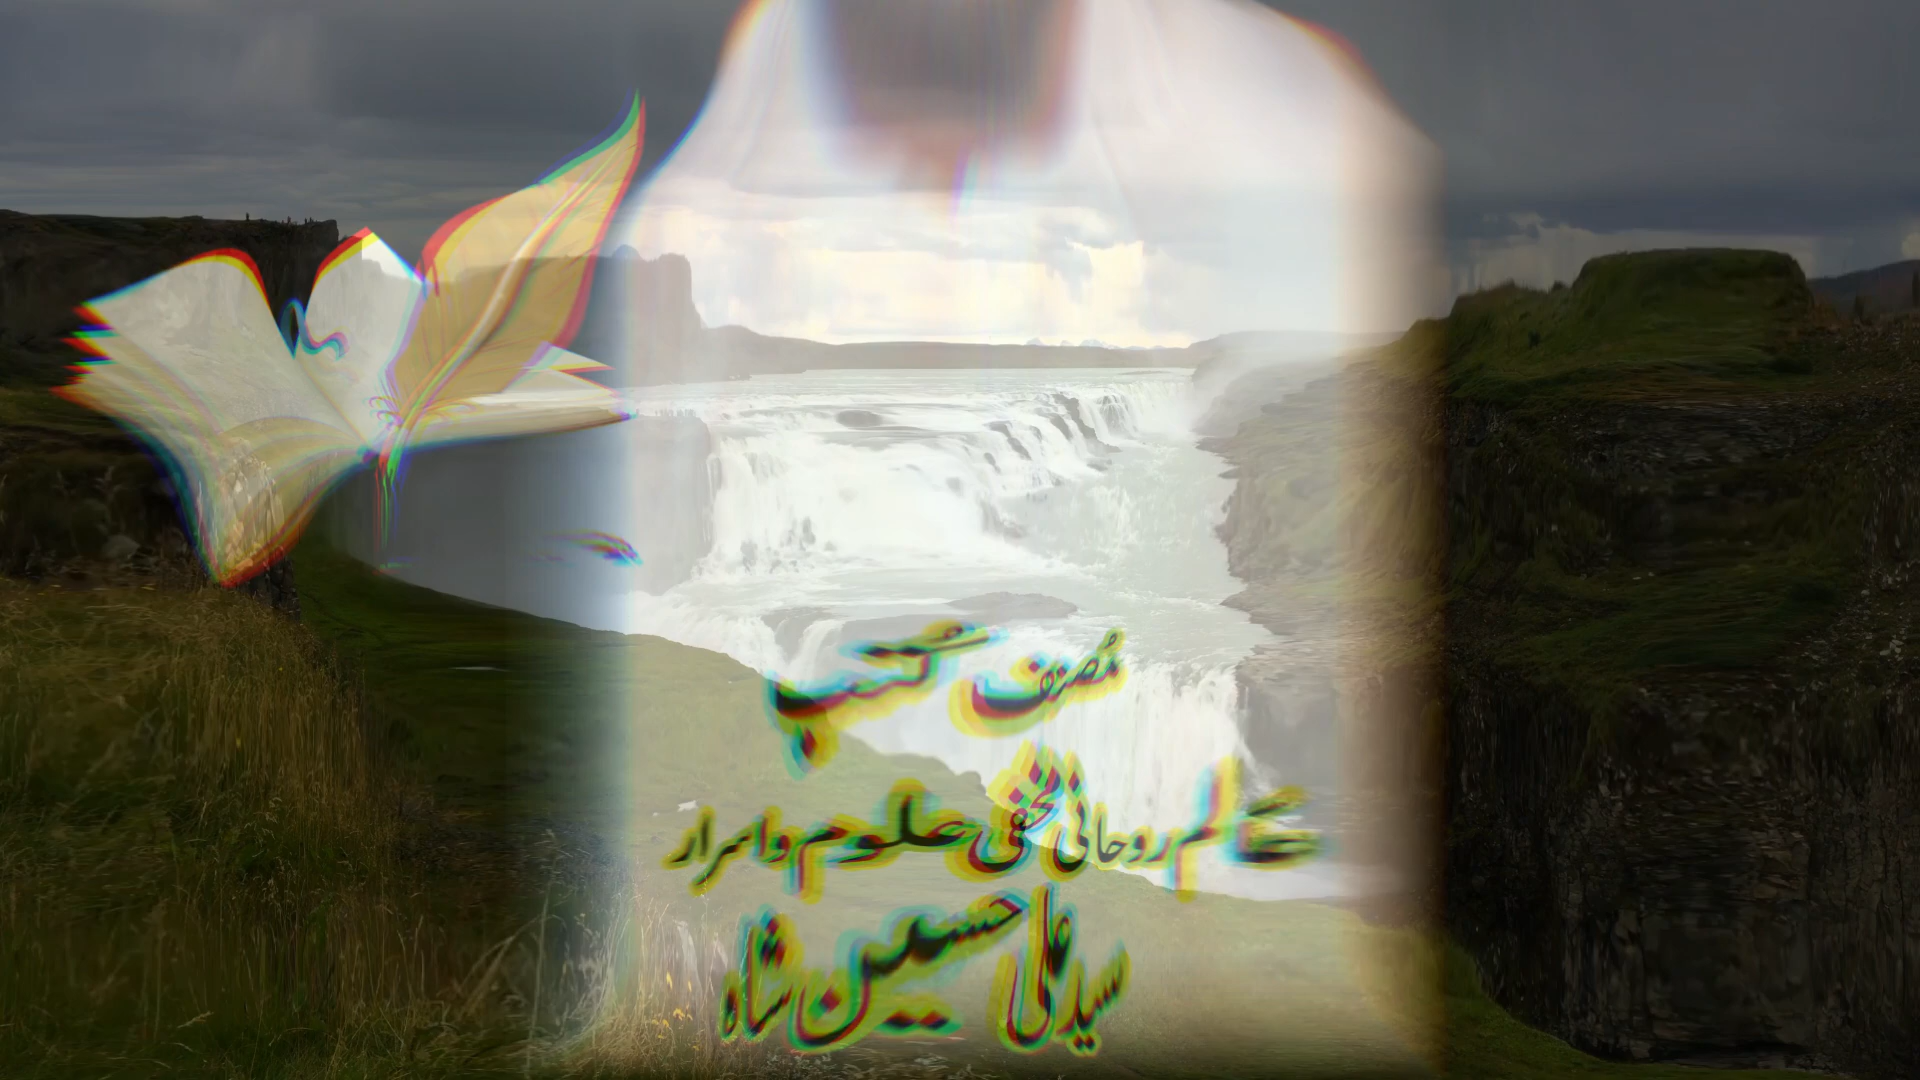 مُصنف کُتب
عالم روحانی مخفی علوم واسرار
سید علی حسین شاہ